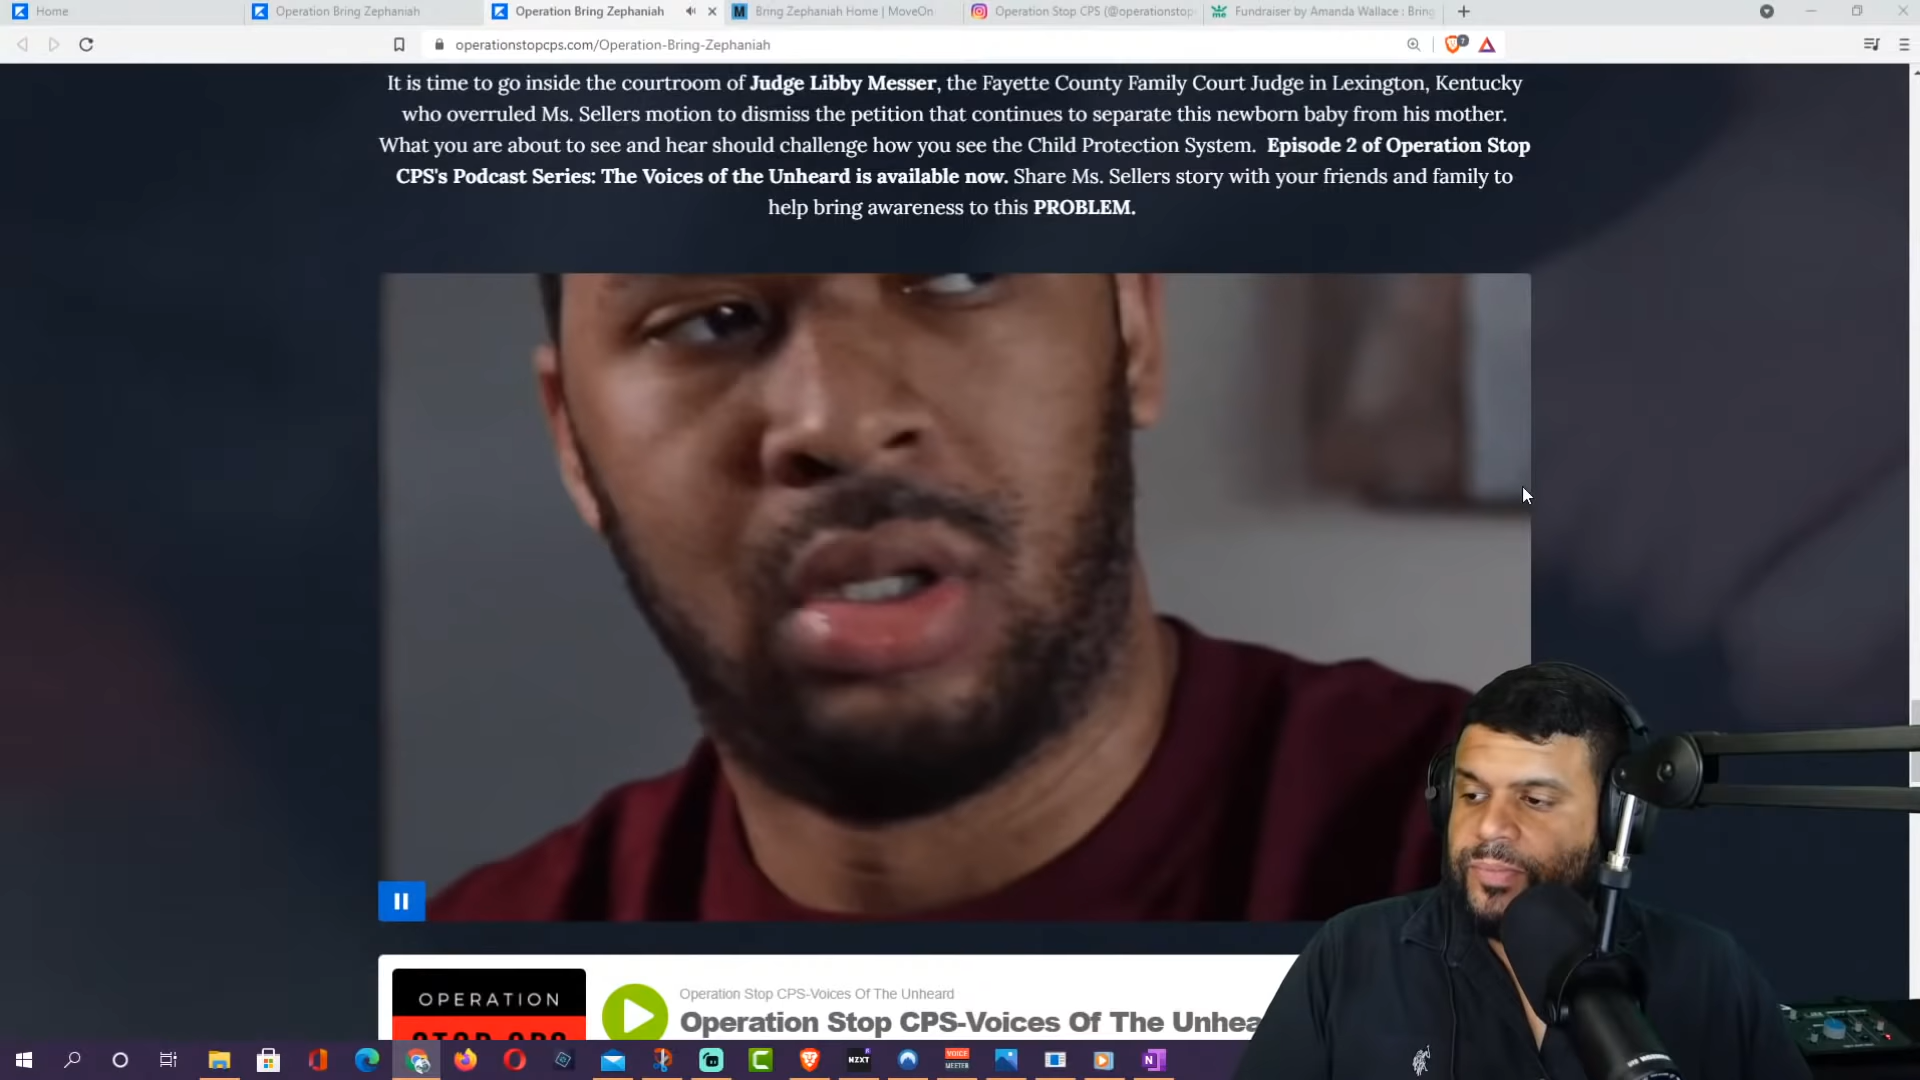 Home
Operation Bring Zephaniah
Operation Bring Zephaniah
Bring Zephaniah Home | MoveOn
Operation Stop CPS (@operationstop
Fundraiser by Amanda Wallace : Bring
operationstopcps.com/Operation-Bring-Zephaniah
It is time to go inside the courtroom of Judge Libby Messer, the Fayette County Family Court Judge in Lexington, Kentucky
who overruled Ms. Sellers motion to dismiss the petition that continues to separate this newborn baby from his mother.
What you are about to see and hear should challenge how you see the Child Protection System. Episode 2 of Operation Stop
CPS's Podcast Series: The Voices of the Unheard is available now. Share Ms. Sellers story with your friends and family to
help bring awareness to this PROBLEM.
OPERATION
STOP CPS
Operation Stop CPS-Voices Of The Unheard
Operation Stop CPS-Voices Of The Unhea
NZXT
VOICE
MEETER